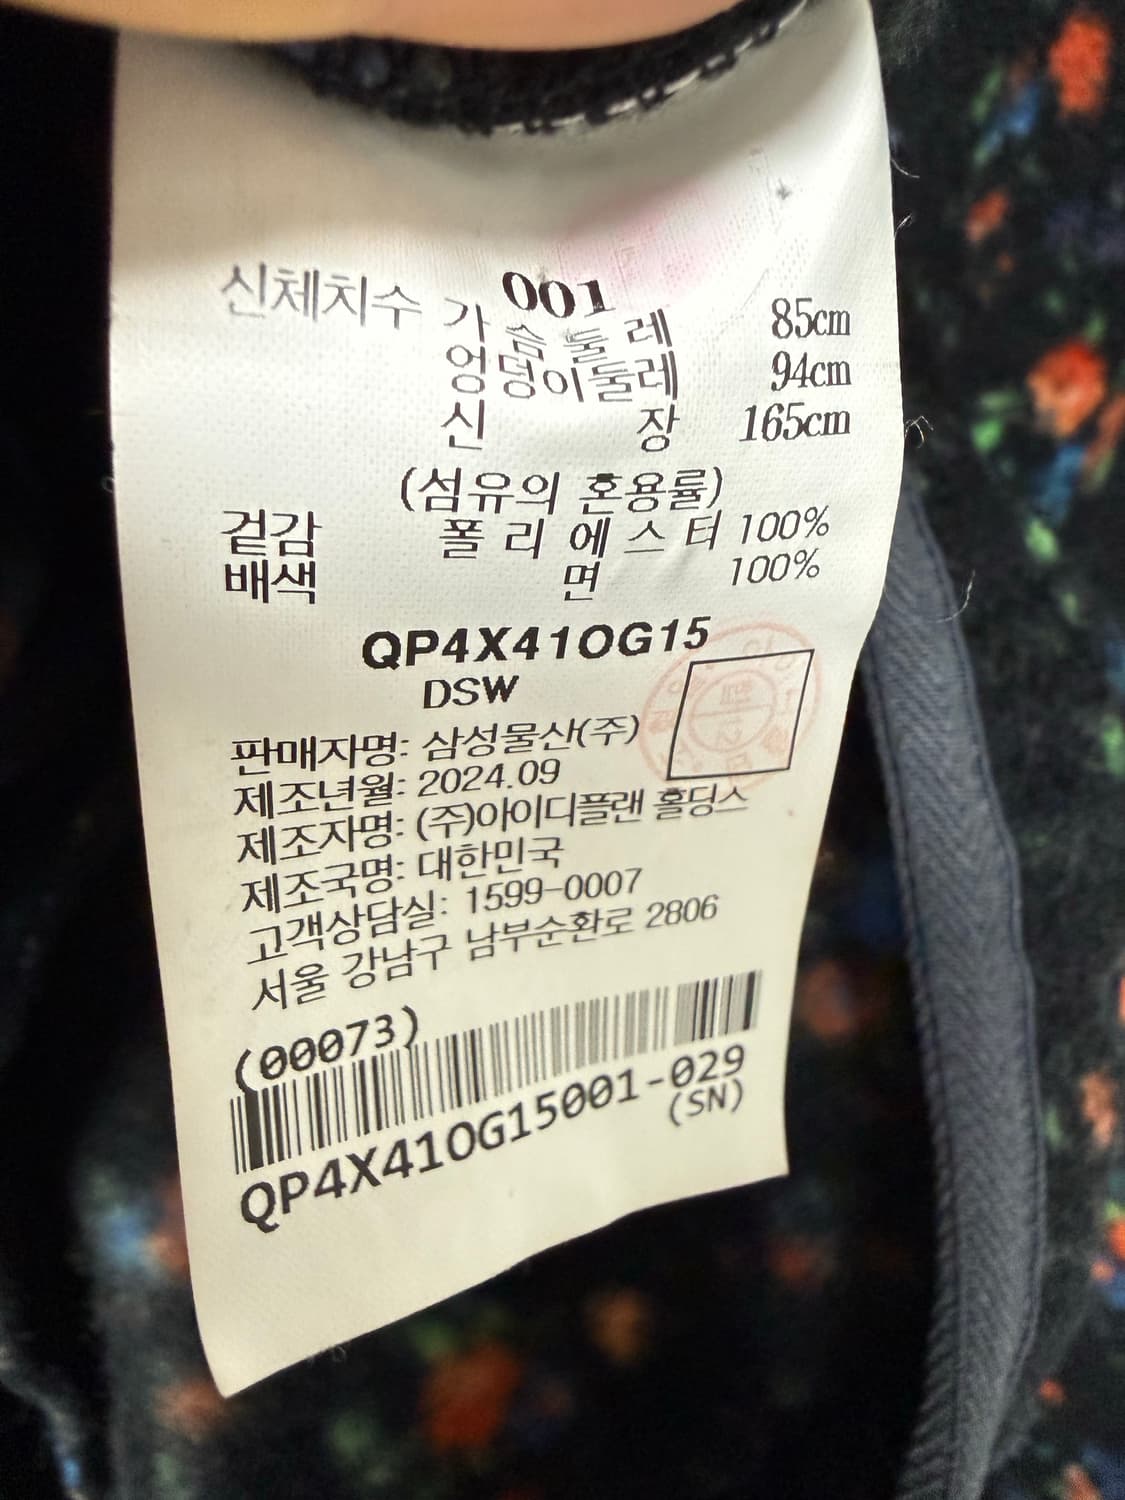 001
신체치수 가슴둘레 85cm
엉덩이둘레 94cm
신 장 165cm
(섬유의 혼용률)
겉감 폴리에스터 100%
배색 면 100%
QP4X41OG15
DSW
판매자명: 삼성물산(주)
제조년월: 2024.09
제조자명: (주)아이디플랜 홀딩스
제조국명: 대한민국
고객상담실: 1599-0007
서울 강남구 남부순환로 2806
(00073)
QP4X41OG15001-029
(SN)